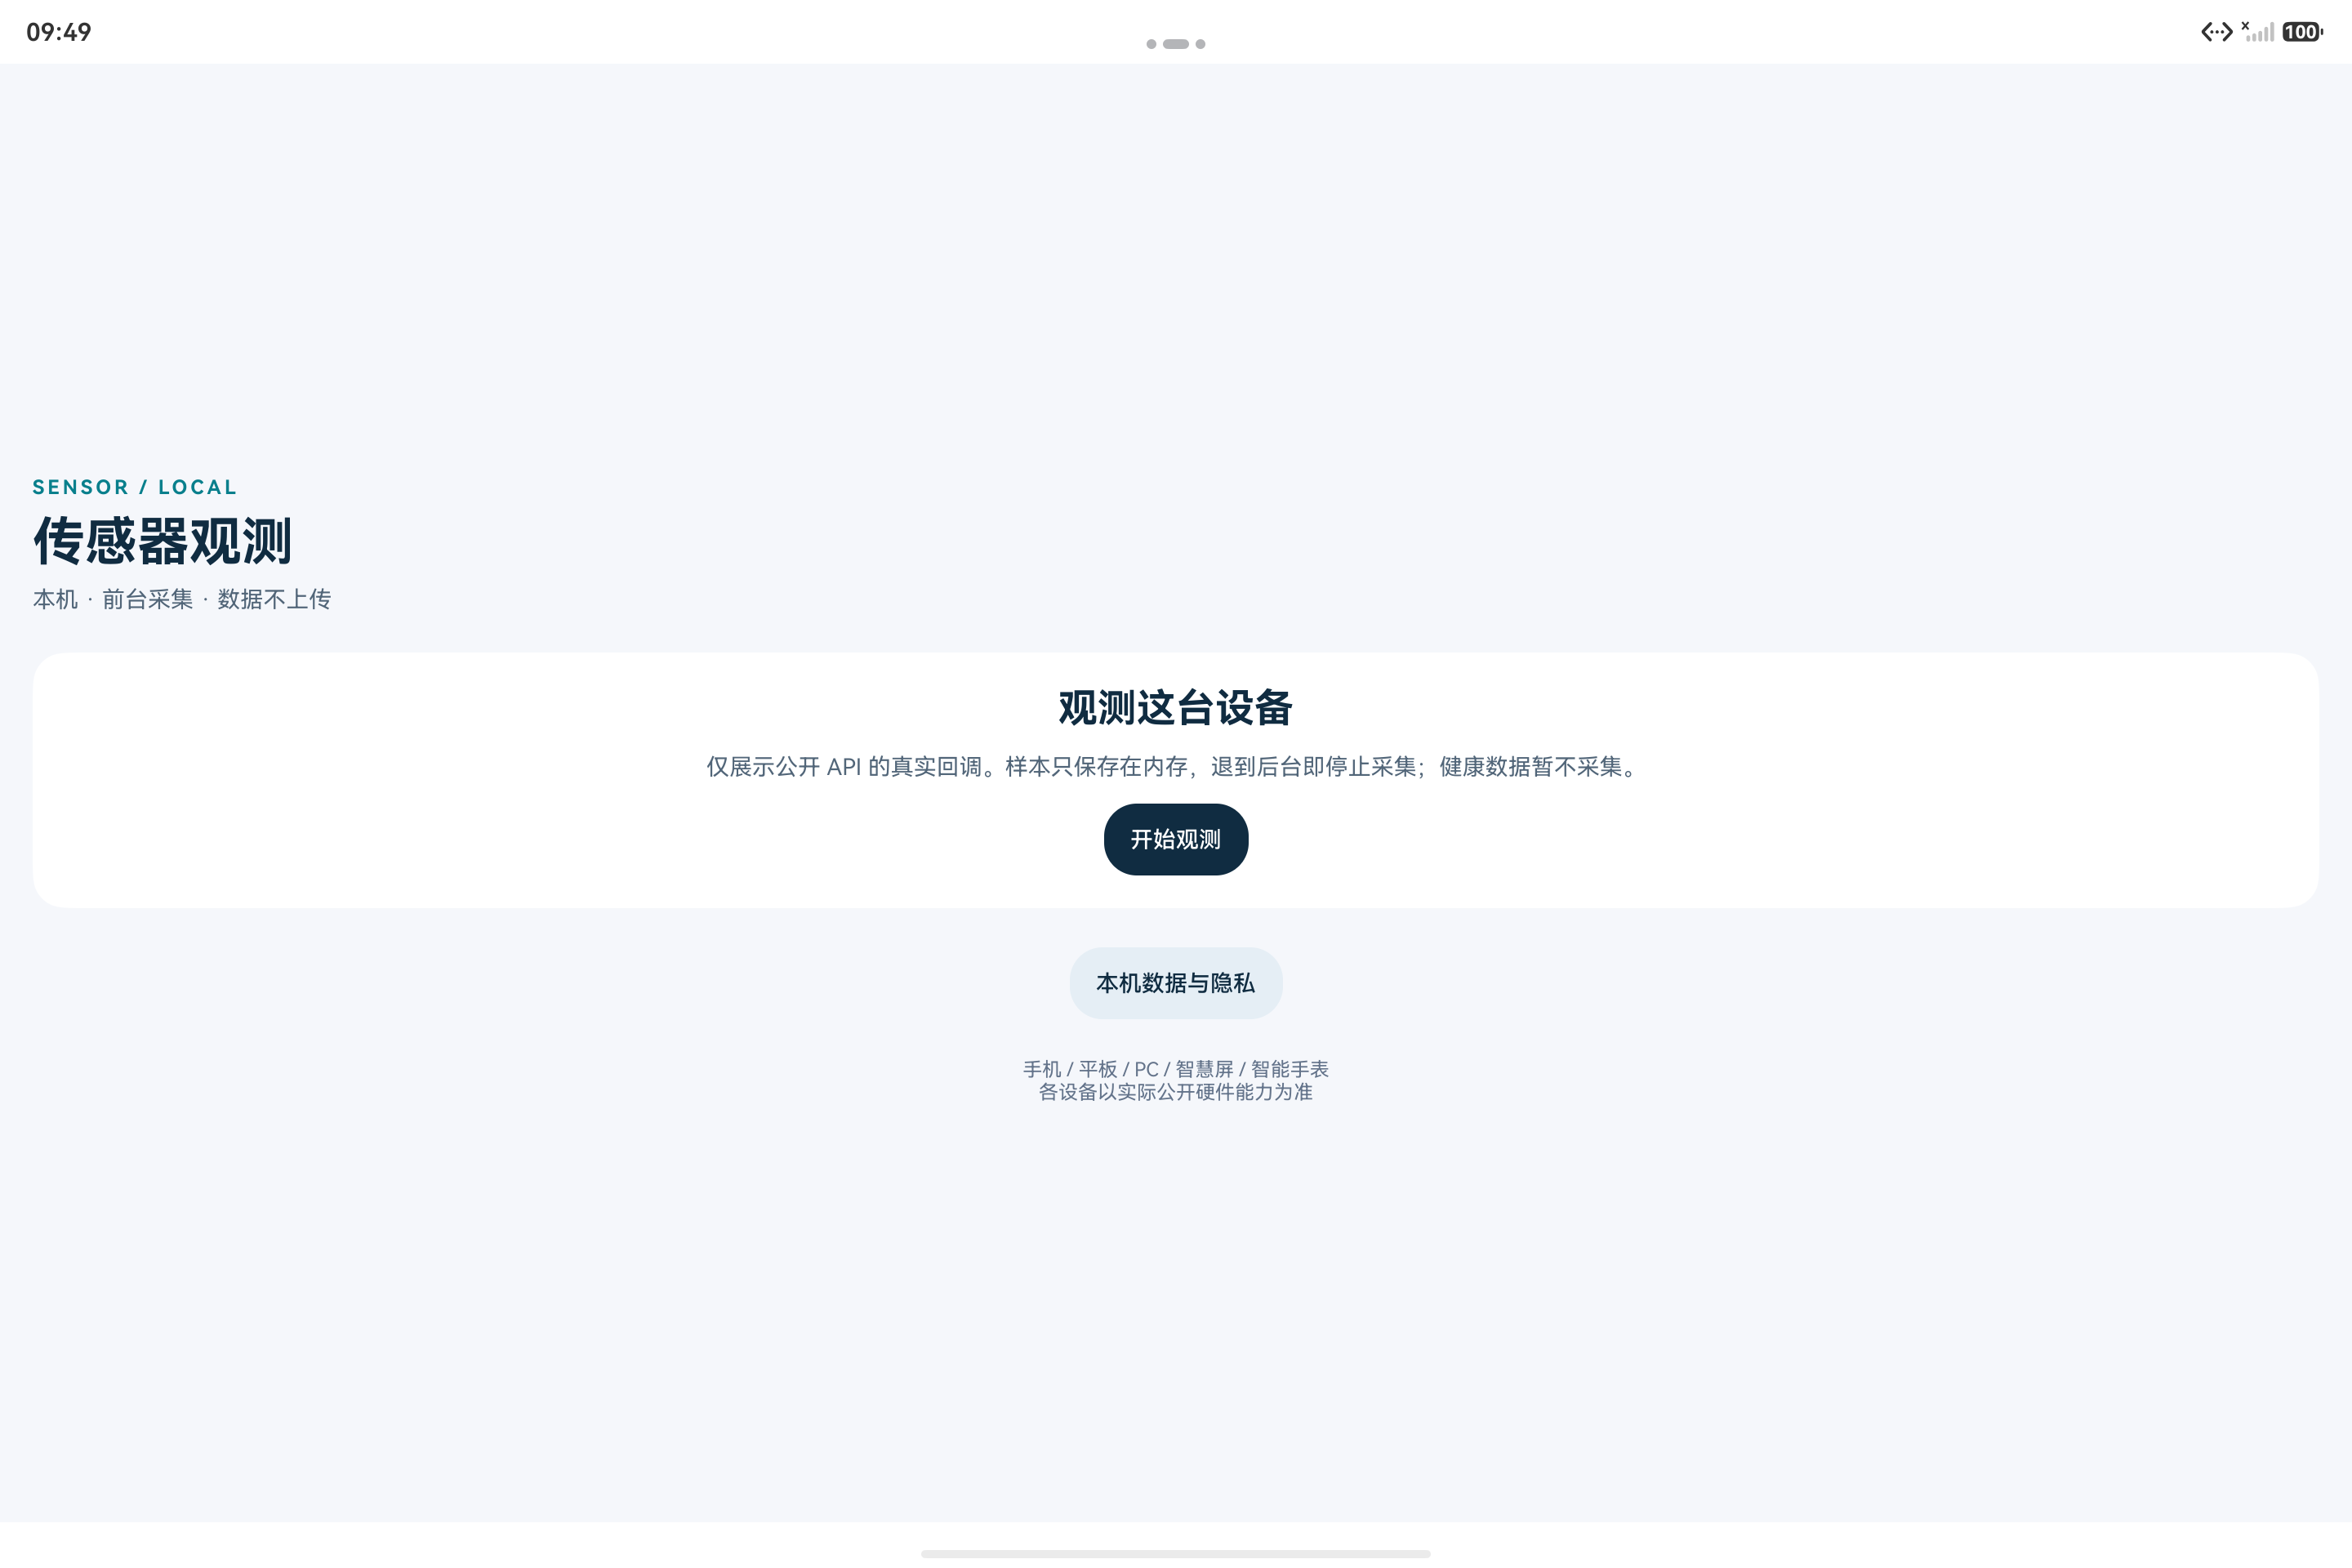 09:49
100
SENSOR / LOCAL
传感器观测
本机 · 前台采集 · 数据不上传
观测这台设备
仅展示公开 API 的真实回调。样本只保存在内存，退到后台即停止采集；健康数据暂不采集。
开始观测
本机数据与隐私
手机 / 平板 / PC / 智慧屏 / 智能手表
各设备以实际公开硬件能力为准